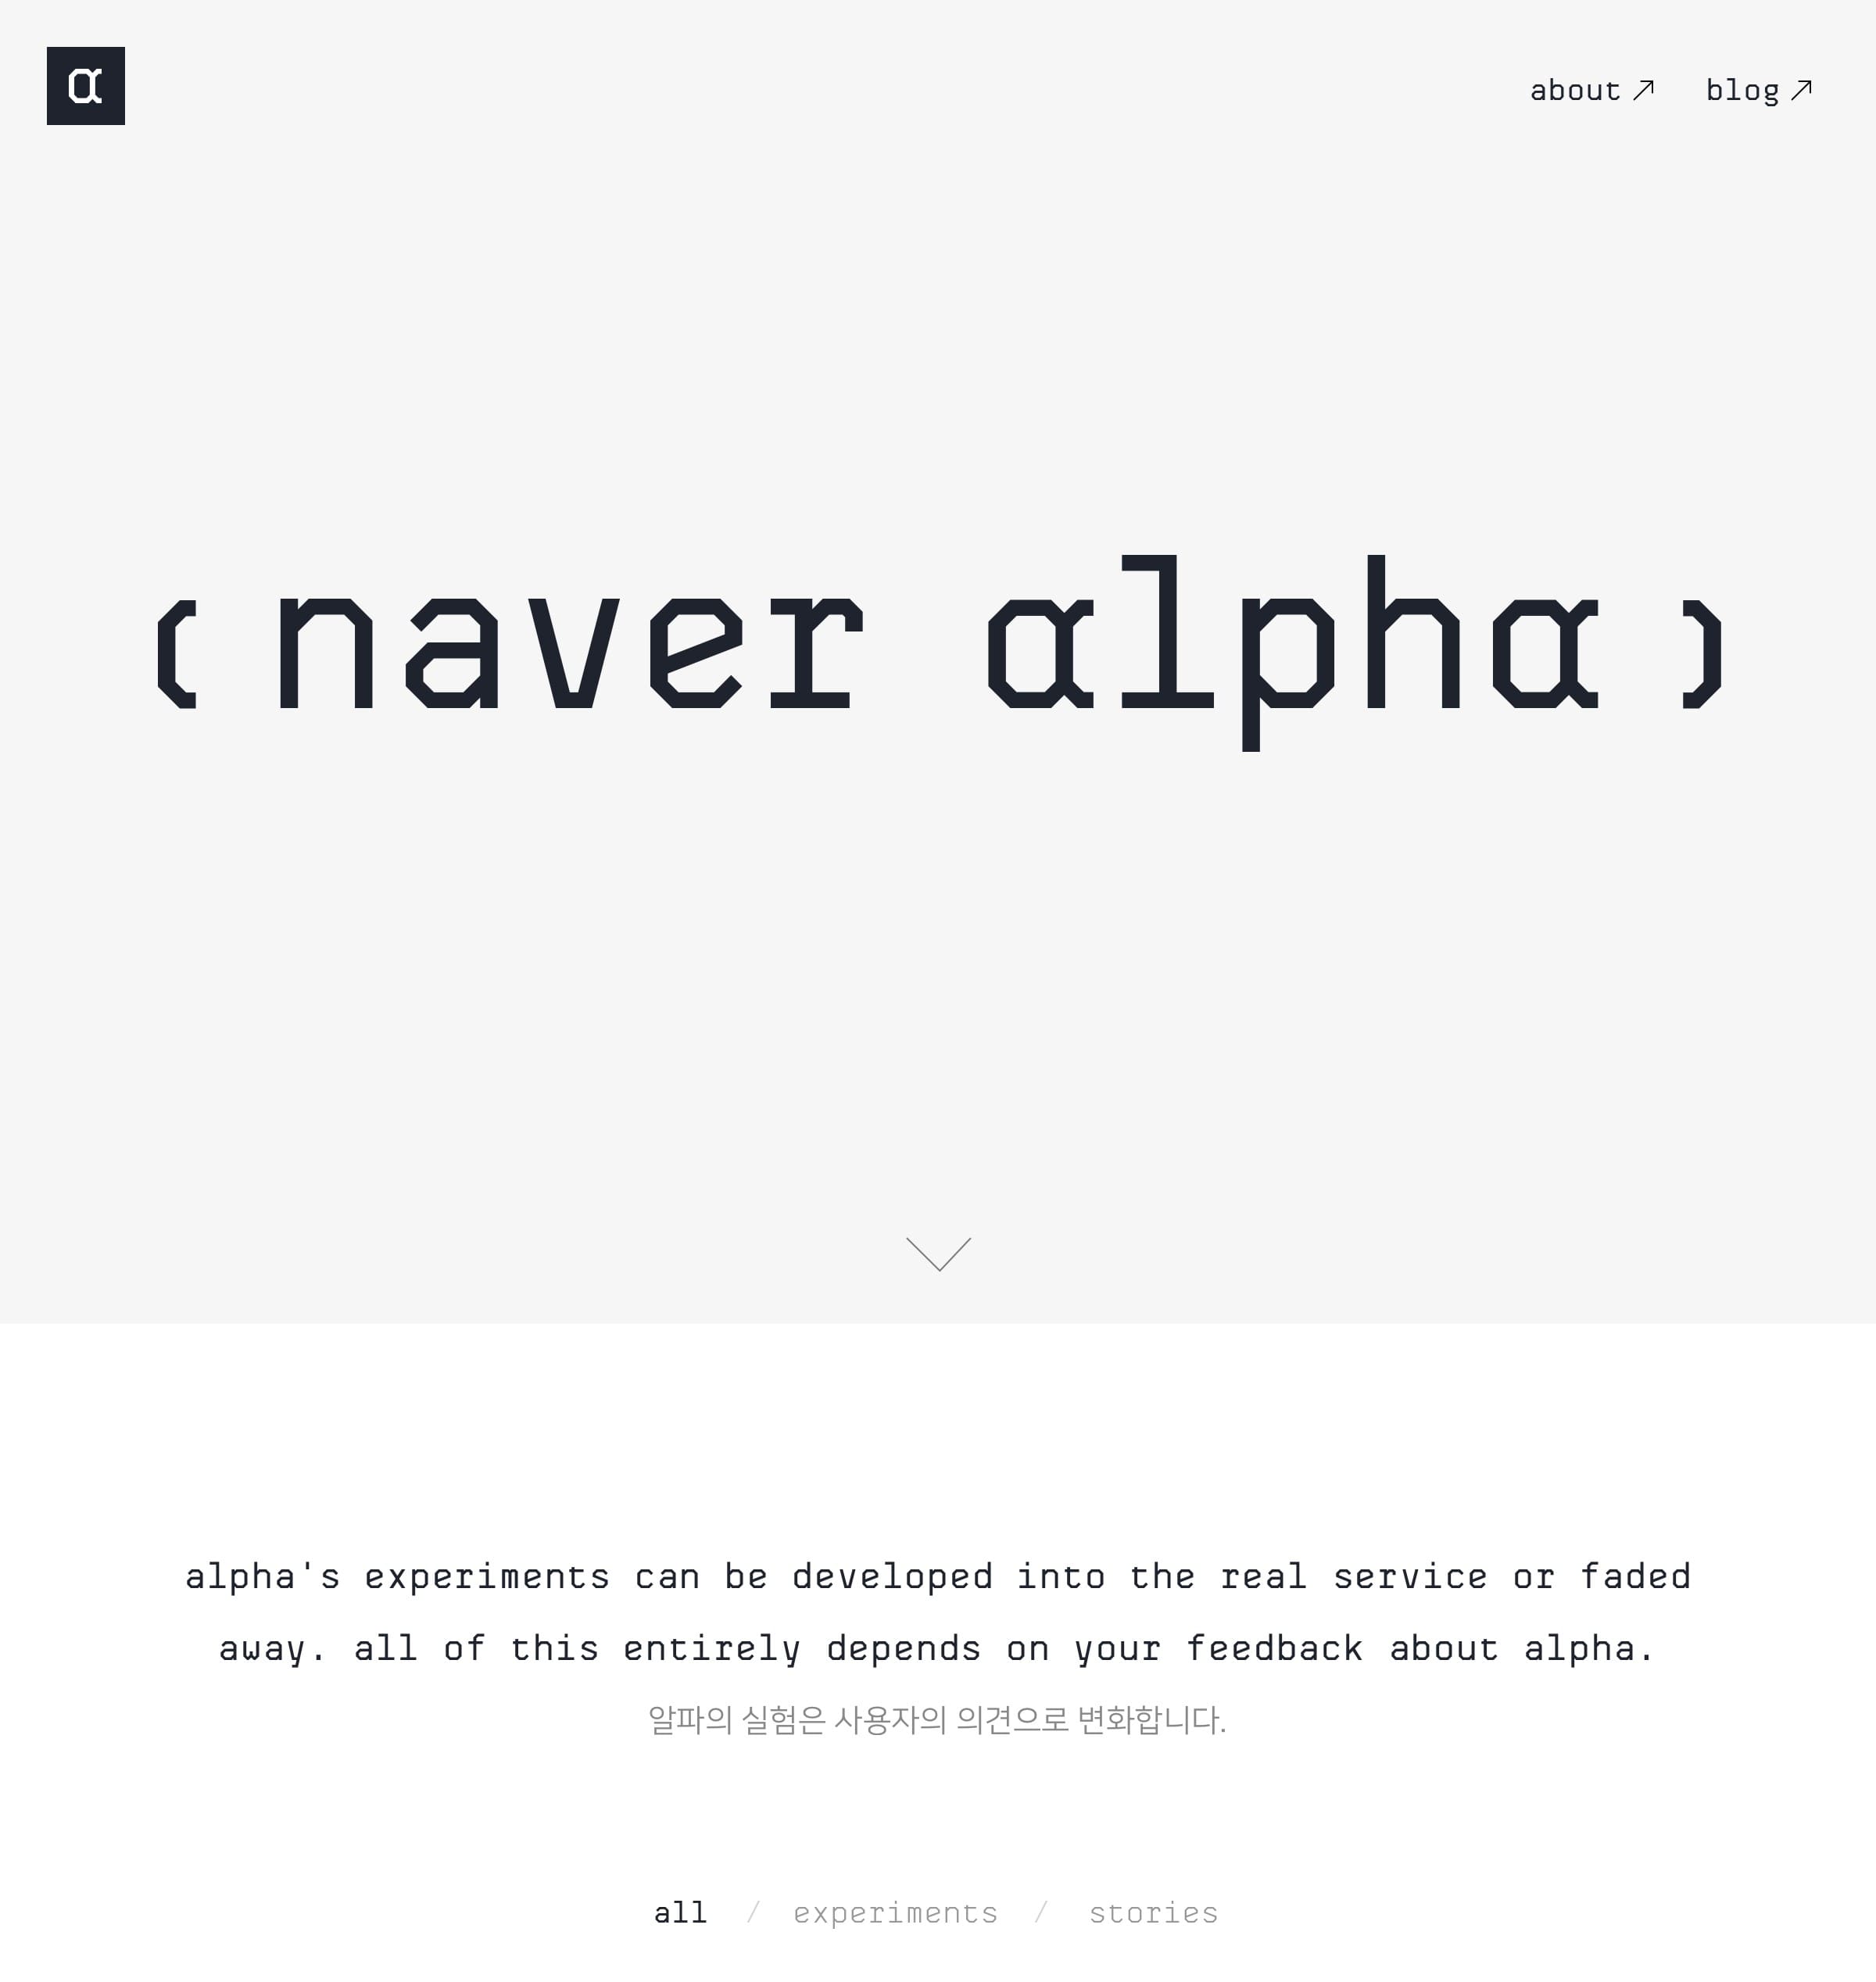 α
about ↗ blog ↗
( naver αlphα )
alpha's experiments can be developed into the real service or faded
away. all of this entirely depends on your feedback about alpha.
알파의 실험은 사용자의 의견으로 변화합니다.
all / experiments / stories